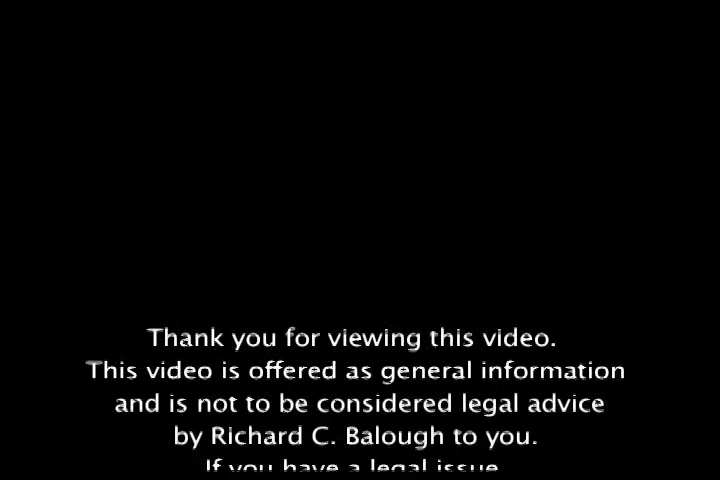 Thank you for viewing this video.
This video is offered as general information
and is not to be considered legal advice
by Richard C. Balough to you.
If you have a legal issue